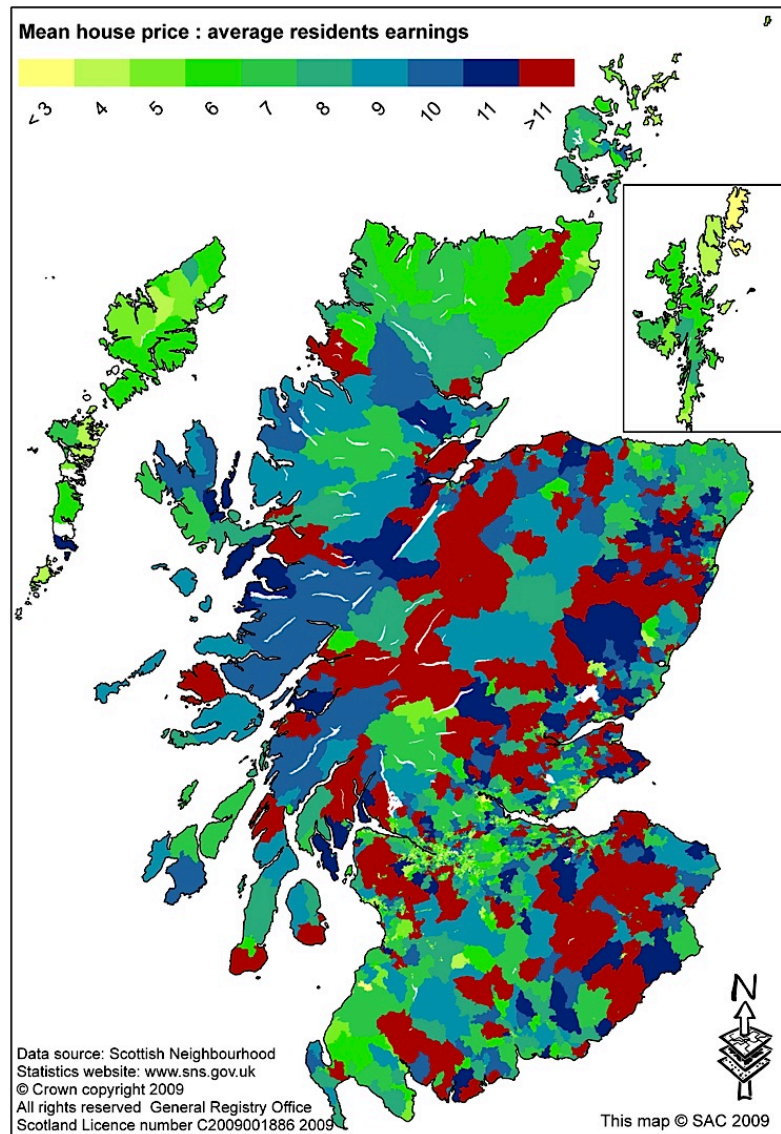 Mean house price : average residents earnings
< 3 4 5 6 7 8 9 10 11 >11
N
Data source: Scottish Neighbourhood
Statistics website: www.sns.gov.uk
© Crown copyright 2009
All rights reserved General Registry Office
Scotland Licence number C2009001886 2009
This map © SAC 2009